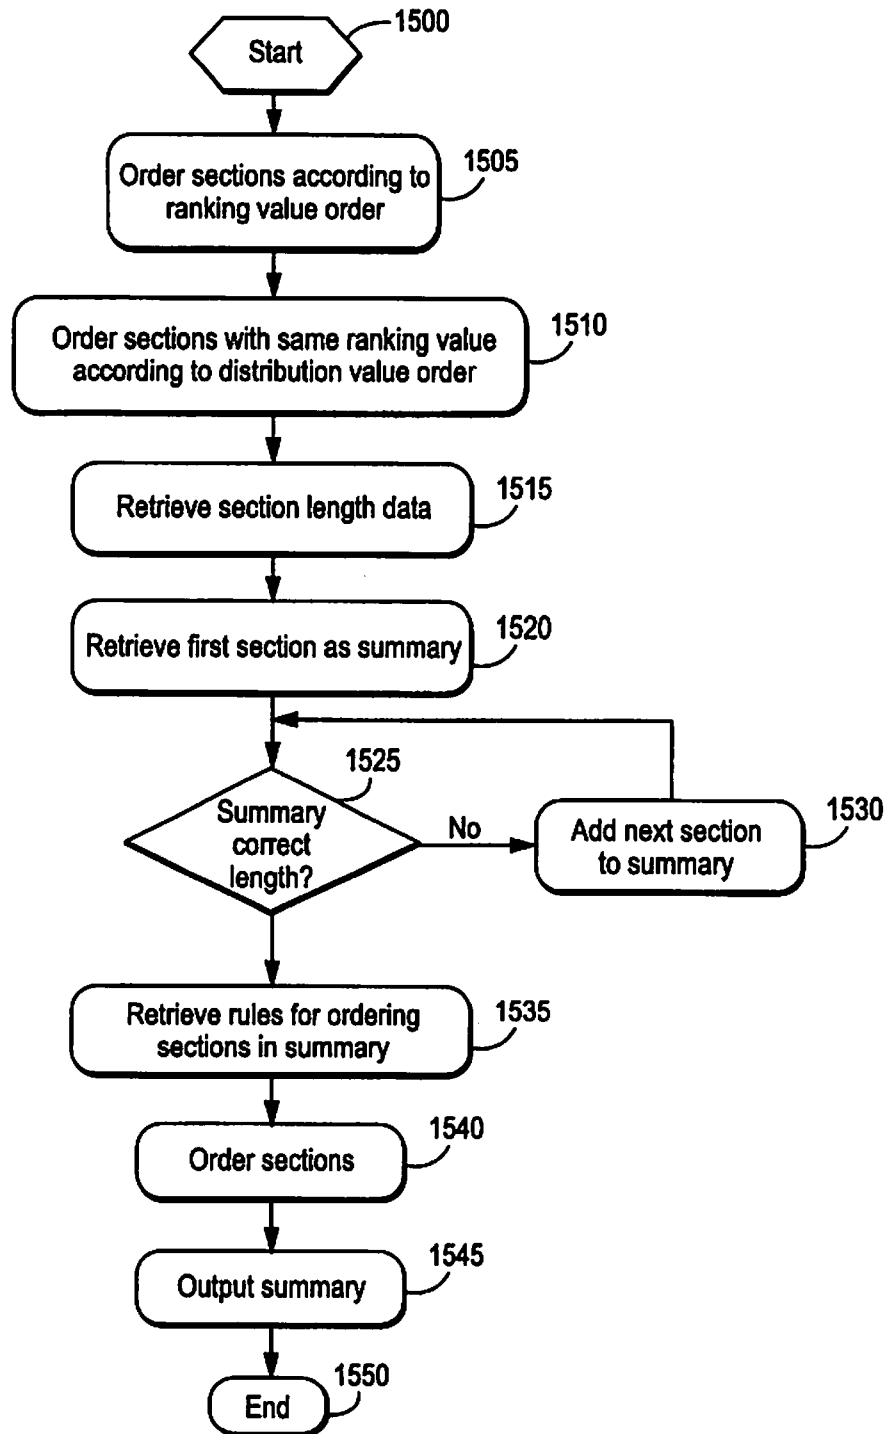 1500
Start
1505
Order sections according to
ranking value order
1510
Order sections with same ranking value
according to distribution value order
1515
Retrieve section length data
1520
Retrieve first section as summary
1525
Summary
correct
length?
No
1530
Add next section
to summary
1535
Retrieve rules for ordering
sections in summary
1540
Order sections
1545
Output summary
1550
End